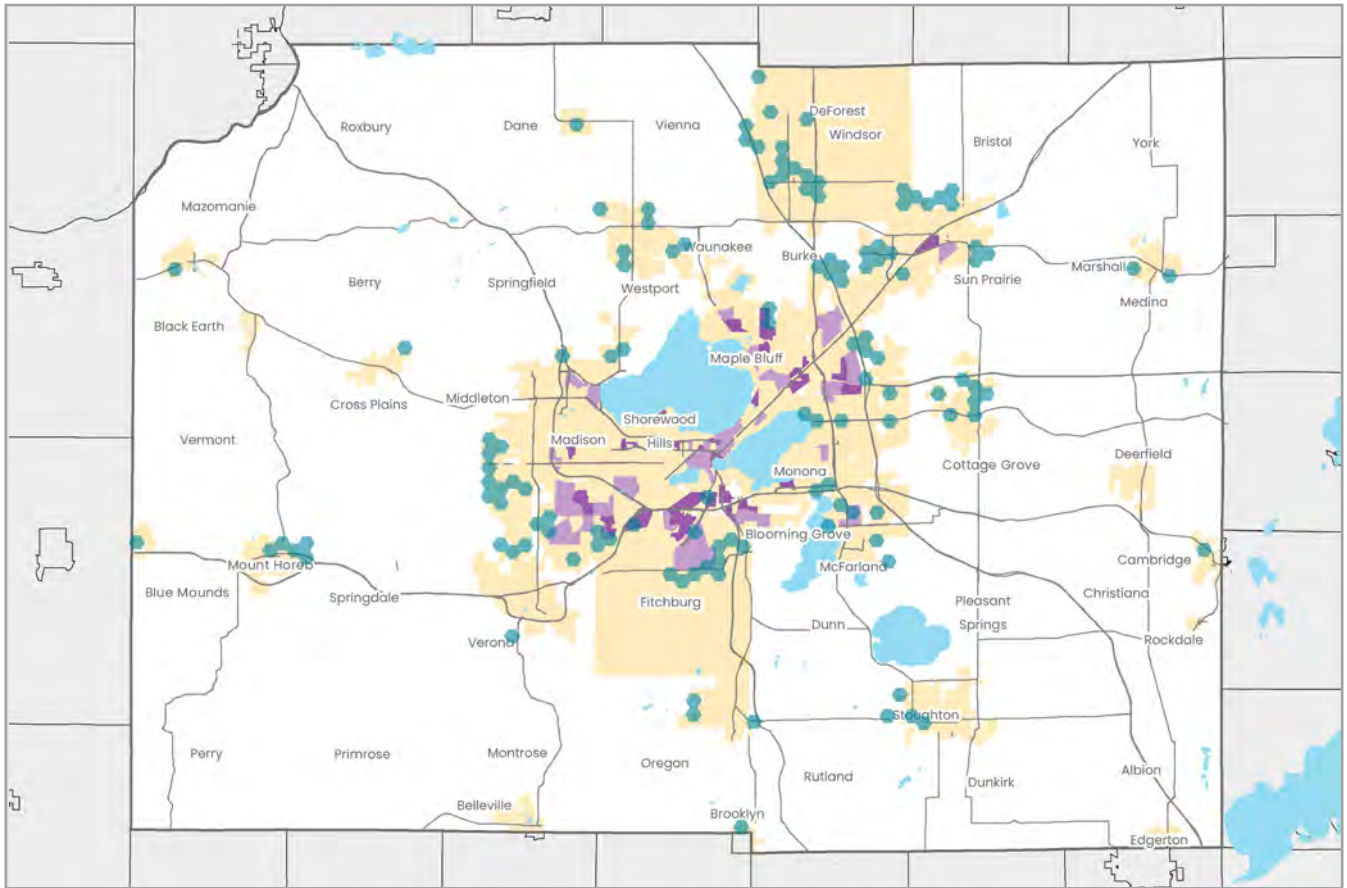 DeForest
Roxbury
Dane
Vienna
Windsor
Bristol
York
Mazomanie
Waunakee
Burke
Marshall
Berry
Springfield
Westport
Sun Prairie
Medina
Black Earth
Maple Bluff
Cross Plains
Middleton
Shorewood
Hills
Vermont
Madison
Monona
Cottage Grove
Deerfield
Blooming Grove
Mount Horeb
McFarland
Cambridge
Blue Mounds
Springdale
Fitchburg
Pleasant
Springs
Christiana
Dunn
Verona
Rockdale
Stoughton
Perry
Primrose
Montrose
Oregon
Rutland
Dunkirk
Albion
Belleville
Brooklyn
Edgerton